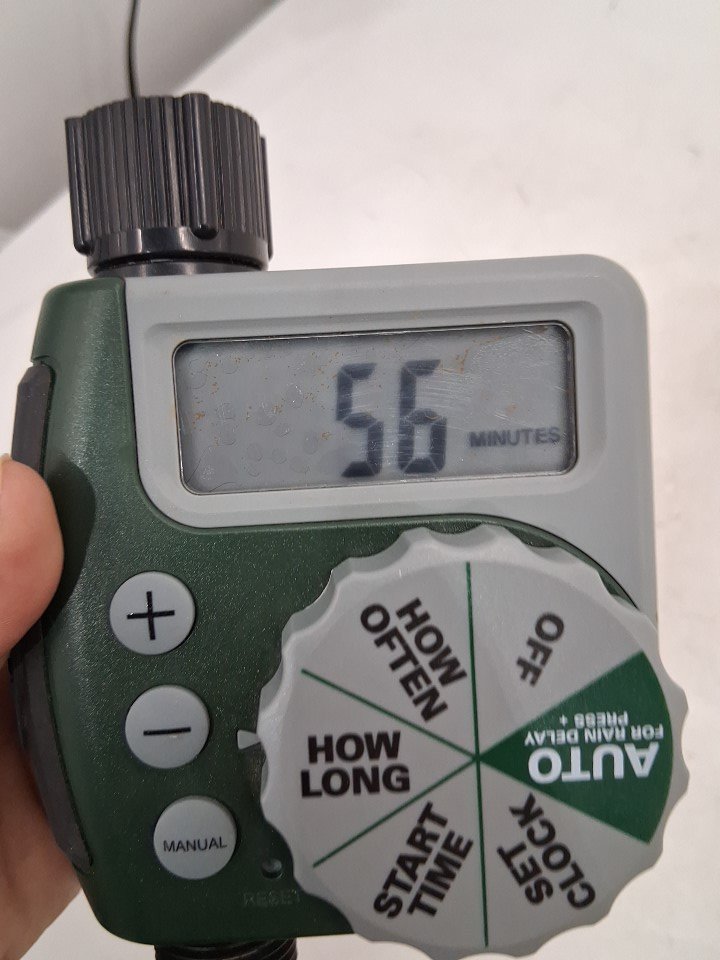 56 MINUTES
+
−
MANUAL
RESET
HOW
OFTEN
OFF
HOW
LONG
AUTO
FOR RAIN DELAY
PRESS +
START
TIME
SET
CLOCK